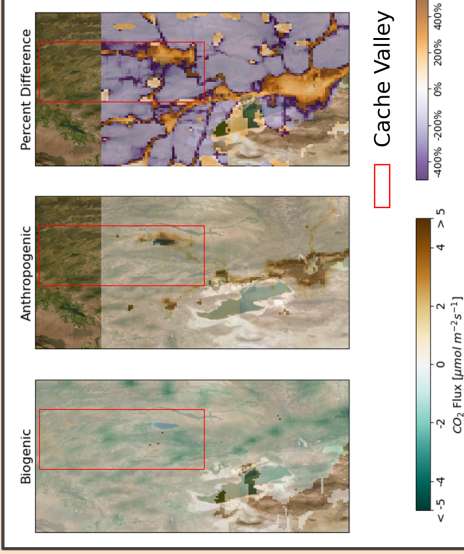 Percent Difference
Anthropogenic
Biogenic
Cache Valley
-400%
-200%
0%
200%
400%
< -5
-4
-2
0
2
4
> 5
CO₂ Flux [μmol m⁻²s⁻¹]